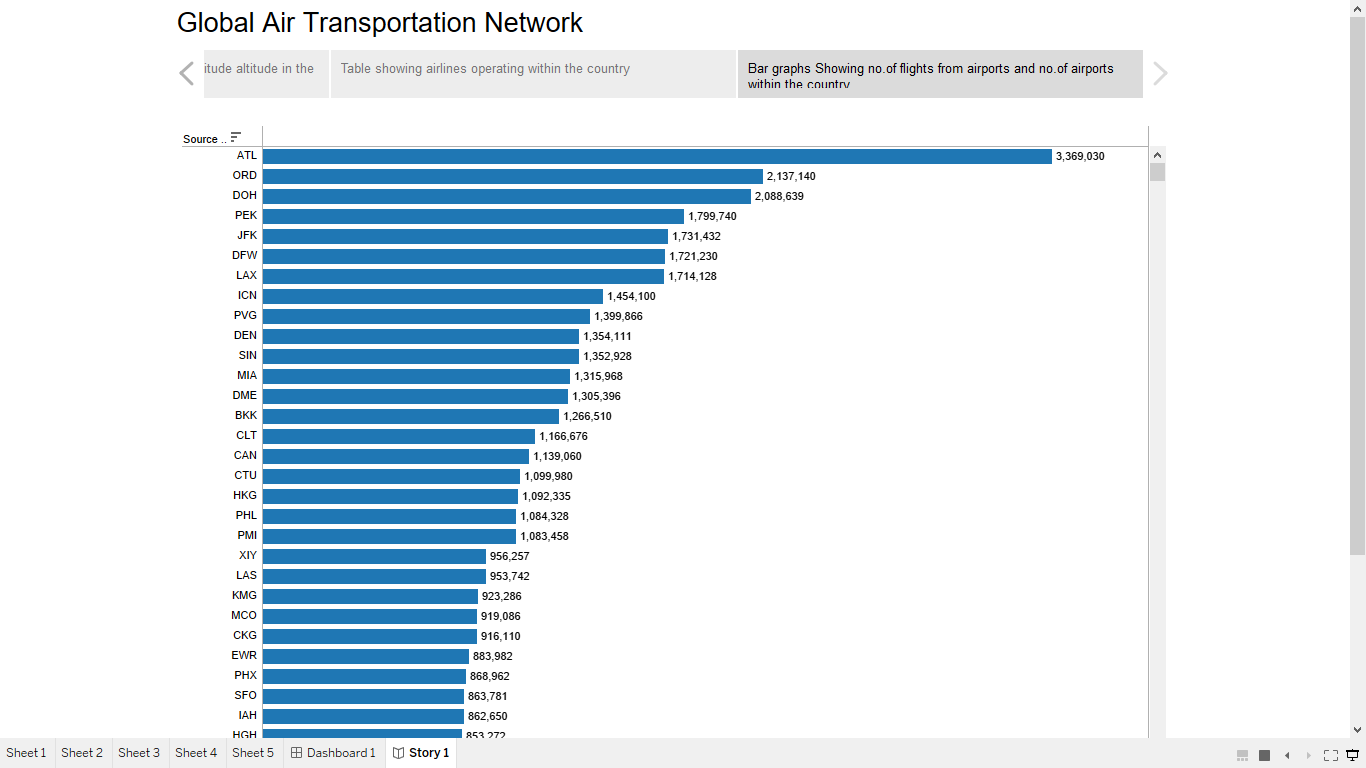 Global Air Transportation Network
itude altitude in the
Table showing airlines operating within the country
Bar graphs Showing no.of flights from airports and no.of airports
within the country
Source ..
ATL 3,369,030
ORD 2,137,140
DOH 2,088,639
PEK 1,799,740
JFK 1,731,432
DFW 1,721,230
LAX 1,714,128
ICN 1,454,100
PVG 1,399,866
DEN 1,354,111
SIN 1,352,928
MIA 1,315,968
DME 1,305,396
BKK 1,266,510
CLT 1,166,676
CAN 1,139,060
CTU 1,099,980
HKG 1,092,335
PHL 1,084,328
PMI 1,083,458
XIY 956,257
LAS 953,742
KMG 923,286
MCO 919,086
CKG 916,110
EWR 883,982
PHX 868,962
SFO 863,781
IAH 862,650
HGH 853,272
Sheet 1 Sheet 2 Sheet 3 Sheet 4 Sheet 5 Dashboard 1 Story 1